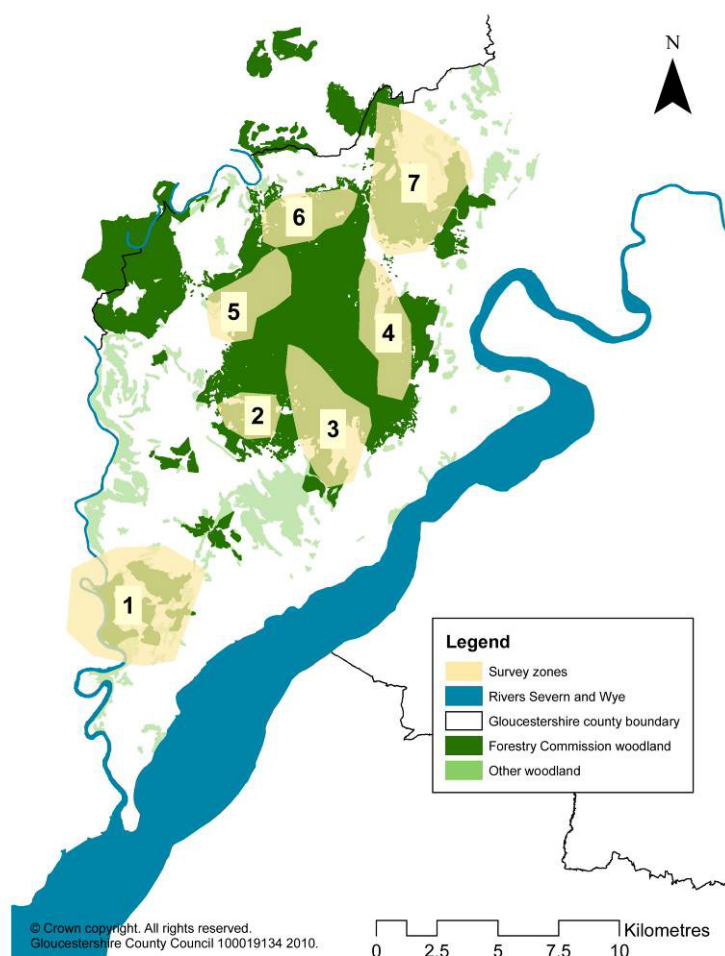 N
7
6
5
4
2
3
1
Legend
Survey zones
Rivers Severn and Wye
Gloucestershire county boundary
Forestry Commission woodland
Other woodland
© Crown copyright. All rights reserved.
Gloucestershire County Council 100019134 2010.
Kilometres
0 2.5 5 7.5 10